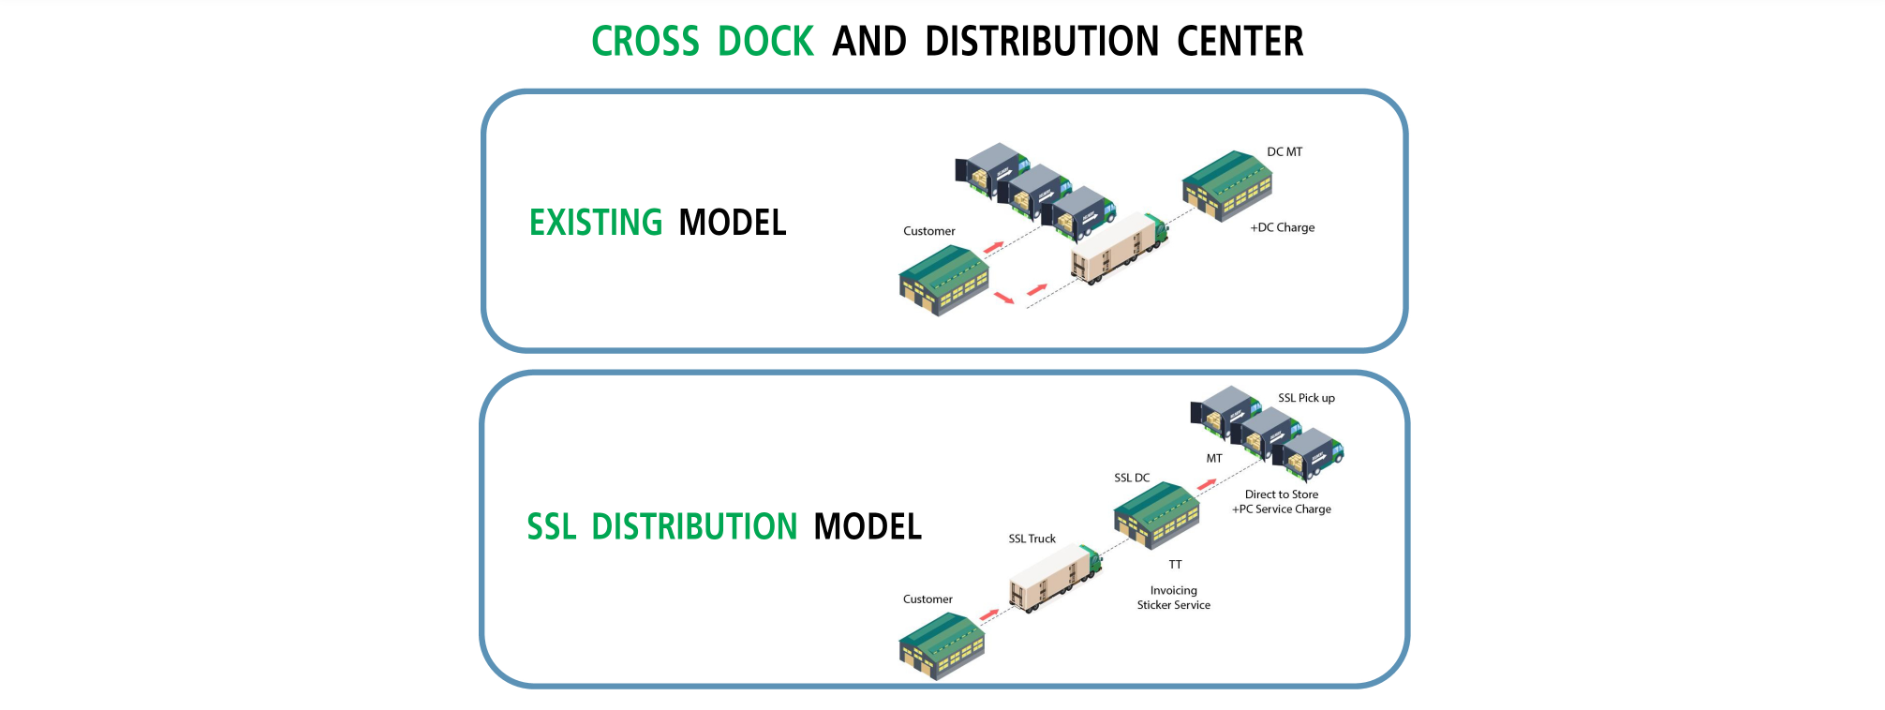 CROSS DOCK AND DISTRIBUTION CENTER
EXISTING MODEL
DC MT
Customer
+DC Charge
SSL DISTRIBUTION MODEL
SSL Pick up
MT
SSL DC
Direct to Store
+PC Service Charge
SSL Truck
TT
Invoicing
Sticker Service
Customer